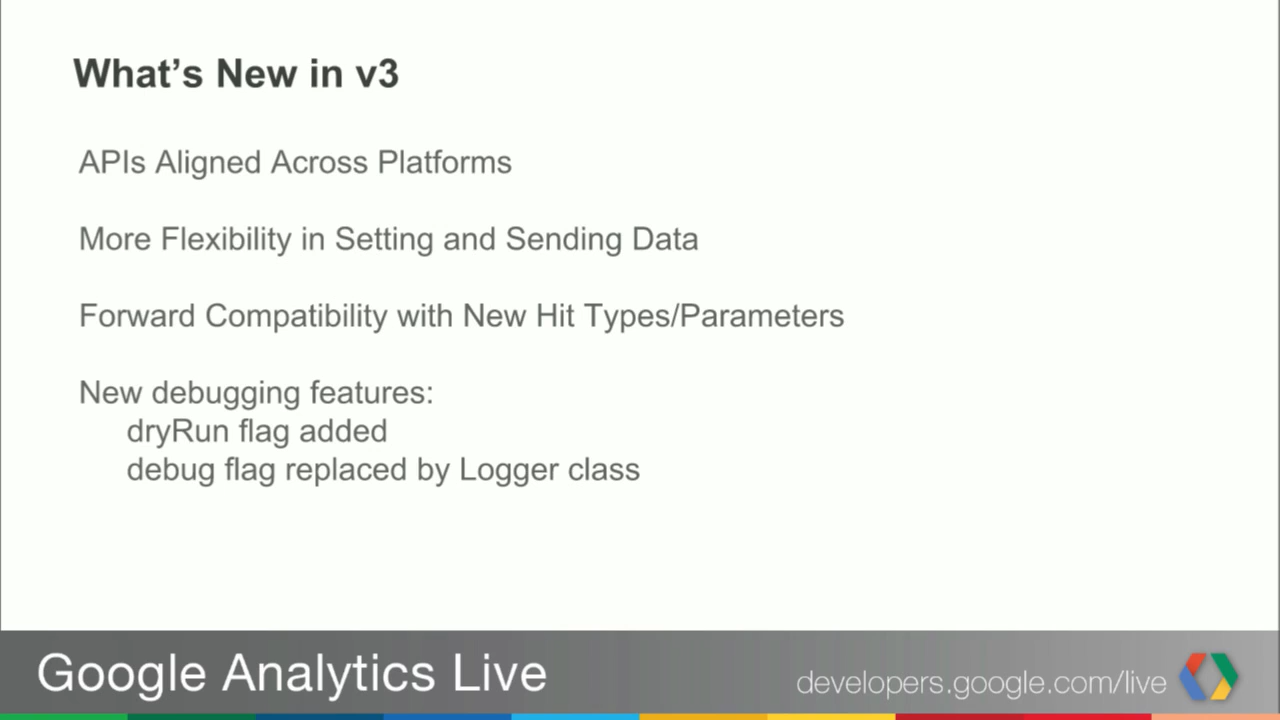 What's New in v3
APIs Aligned Across Platforms
More Flexibility in Setting and Sending Data
Forward Compatibility with New Hit Types/Parameters
New debugging features:
dryRun flag added
debug flag replaced by Logger class
Google Analytics Live
developers.google.com/live